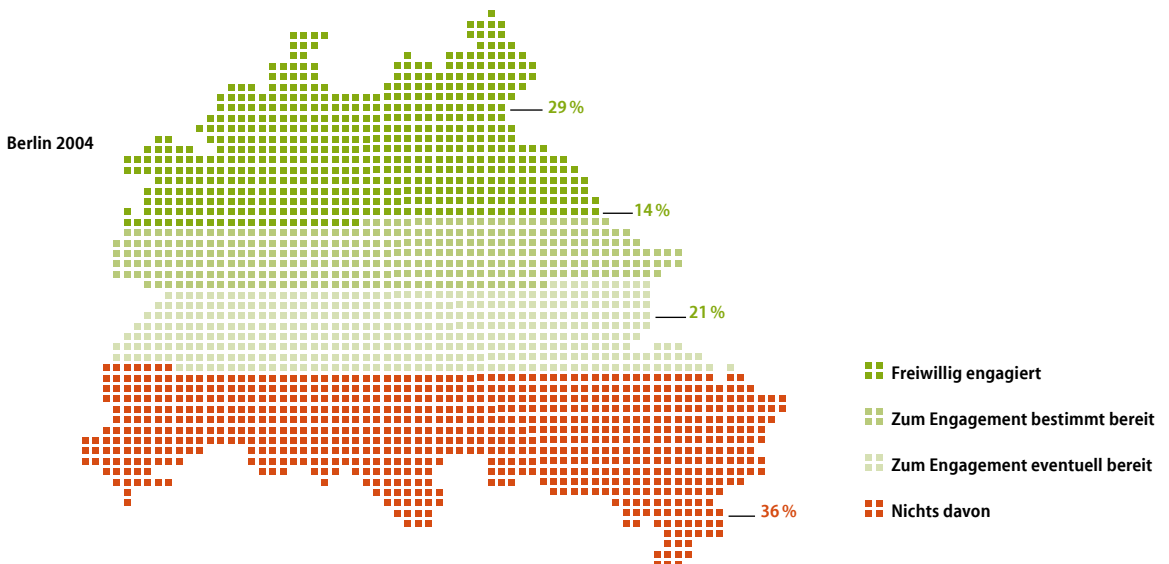 29 %
Berlin 2004
14 %
21 %
Freiwillig engagiert
Zum Engagement bestimmt bereit
Zum Engagement eventuell bereit
Nichts davon
36 %